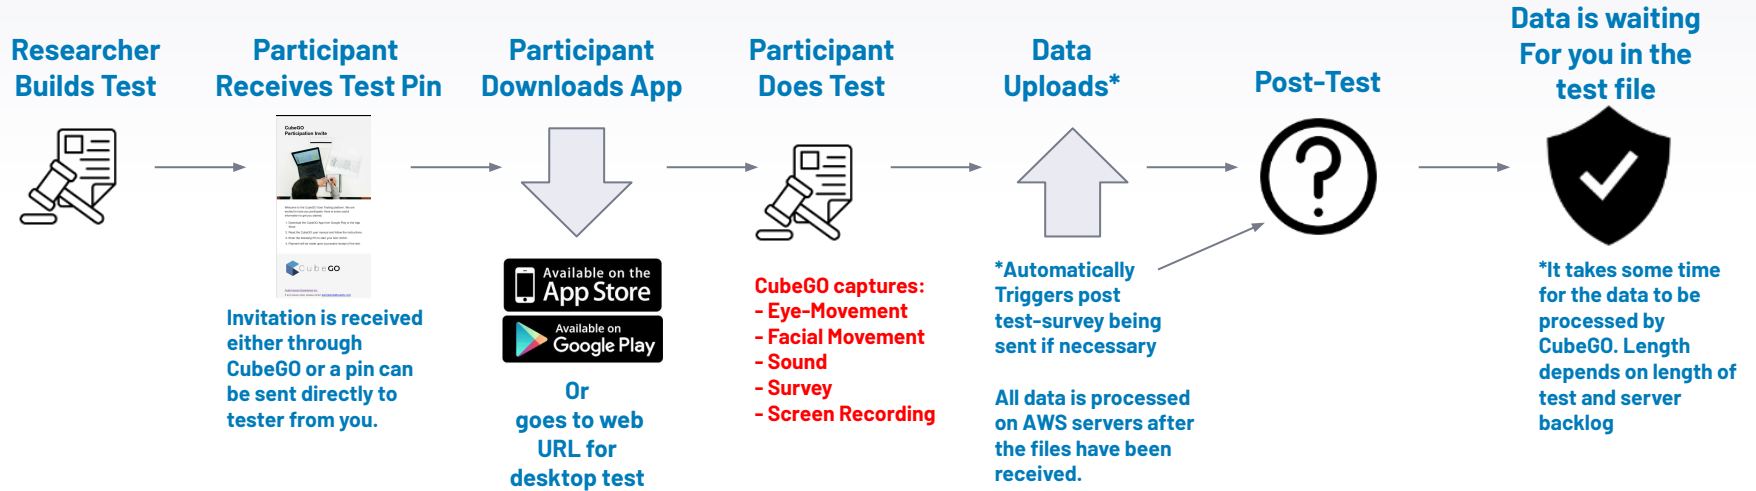 Researcher
Builds Test
Participant
Receives Test Pin
CubeGO
Participation Invite
CubeGO
Invitation is received
either through
CubeGO or a pin can
be sent directly to
tester from you.
Participant
Downloads App
Available on the
App Store
Available on
Google Play
Or
goes to web
URL for
desktop test
Participant
Does Test
CubeGO captures:
- Eye-Movement
- Facial Movement
- Sound
- Survey
- Screen Recording
Data
Uploads*
*Automatically
Triggers post
test-survey being
sent if necessary
All data is processed
on AWS servers after
the files have been
received.
Post-Test
?
Data is waiting
For you in the
test file
*It takes some time
for the data to be
processed by
CubeGO. Length
depends on length of
test and server
backlog